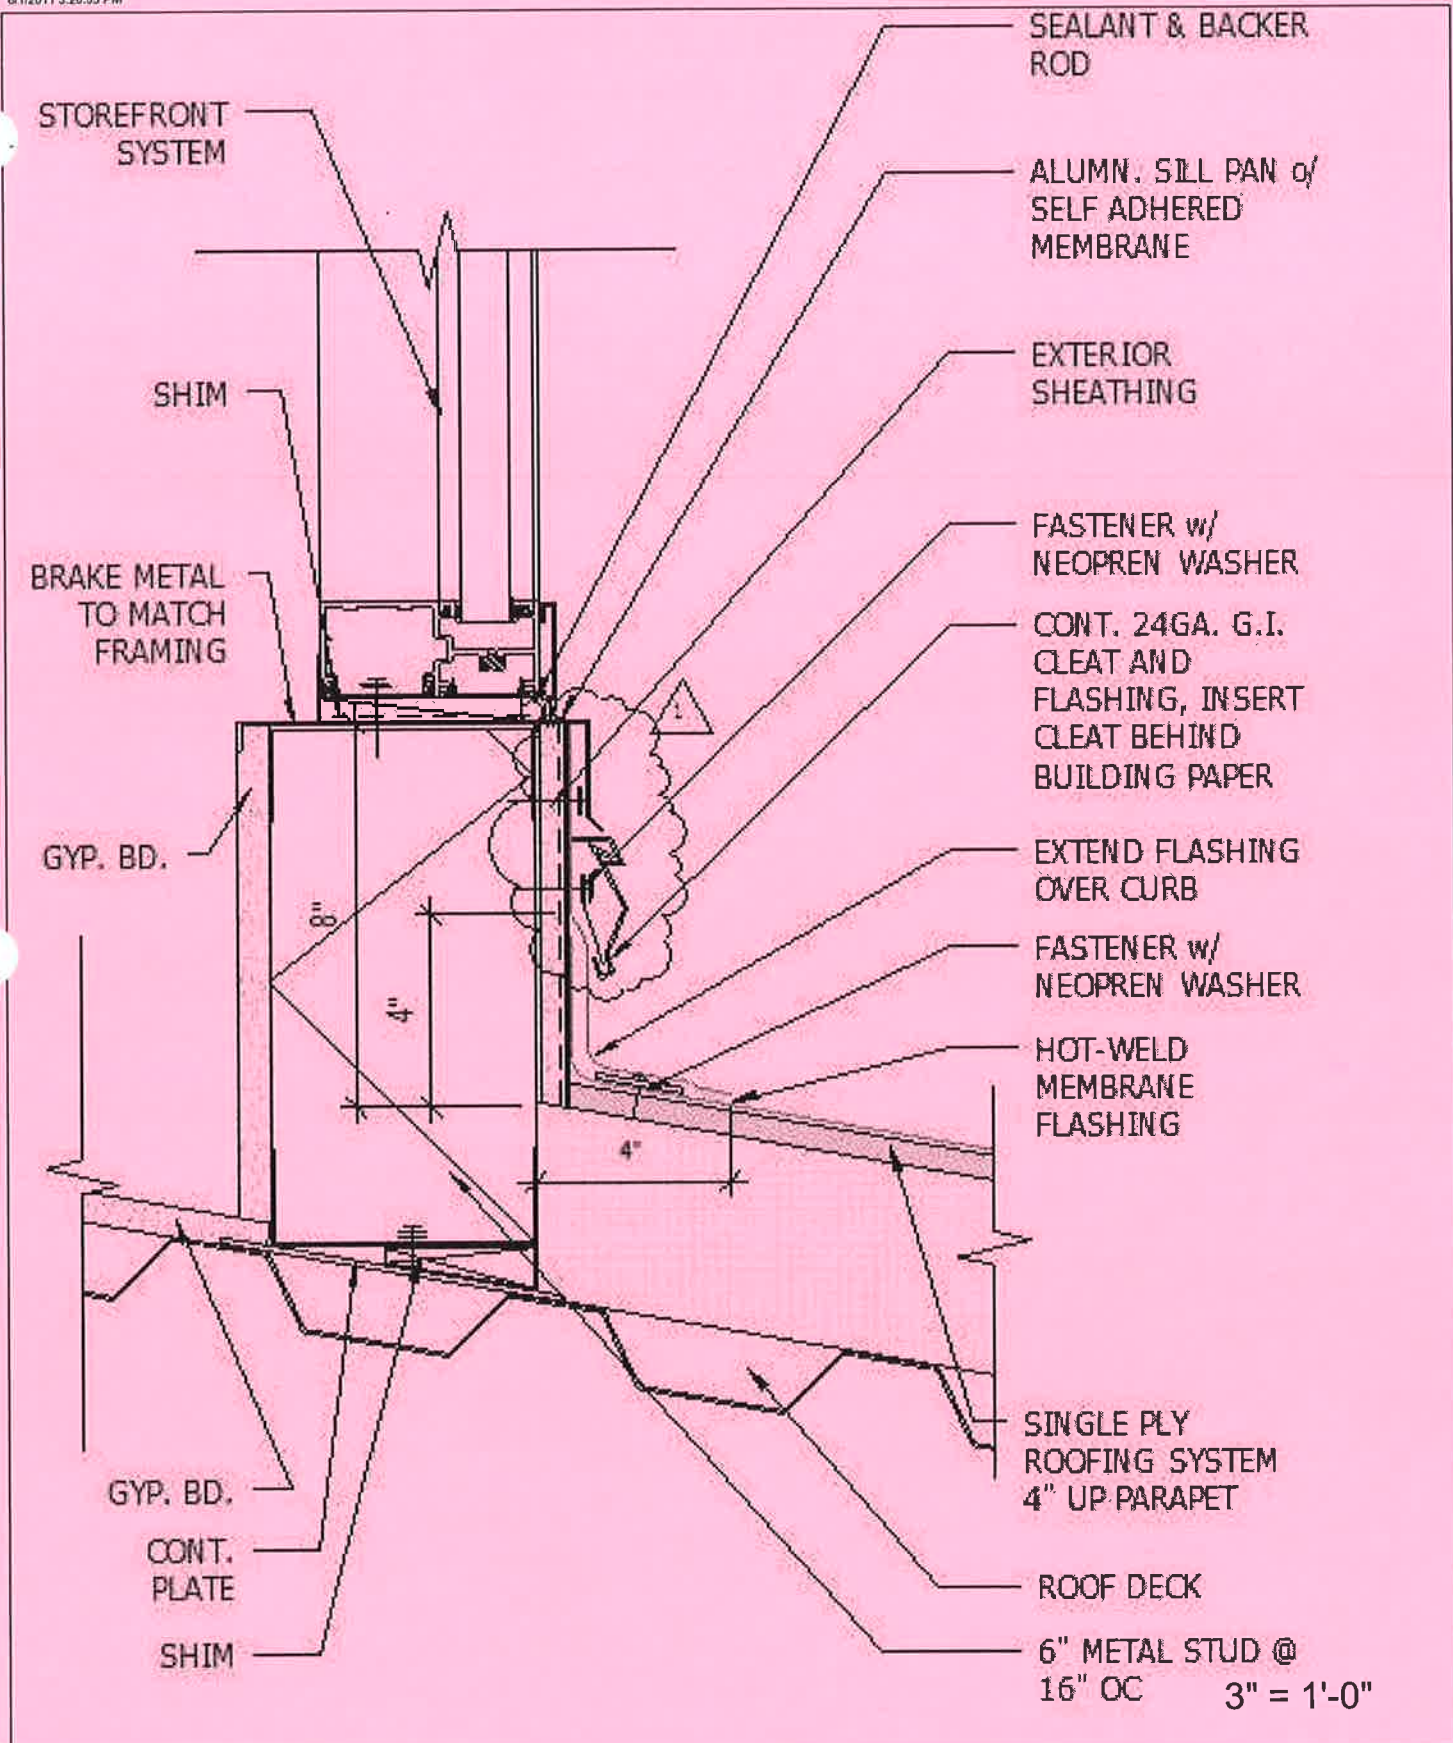 SEALANT & BACKER
ROD
STOREFRONT
SYSTEM
ALUMN. SILL PAN o/
SELF ADHERED
MEMBRANE
EXTERIOR
SHEATHING
SHIM
FASTENER w/
NEOPREN WASHER
BRAKE METAL
TO MATCH
FRAMING
CONT. 24GA. G.I.
CLEAT AND
FLASHING, INSERT
CLEAT BEHIND
BUILDING PAPER
1
GYP. BD.
EXTEND FLASHING
OVER CURB
8"
4"
FASTENER w/
NEOPREN WASHER
HOT-WELD
MEMBRANE
FLASHING
4"
SINGLE PLY
ROOFING SYSTEM
4" UP PARAPET
GYP. BD.
CONT.
PLATE
ROOF DECK
SHIM
6" METAL STUD @
16" OC
3" = 1'-0"